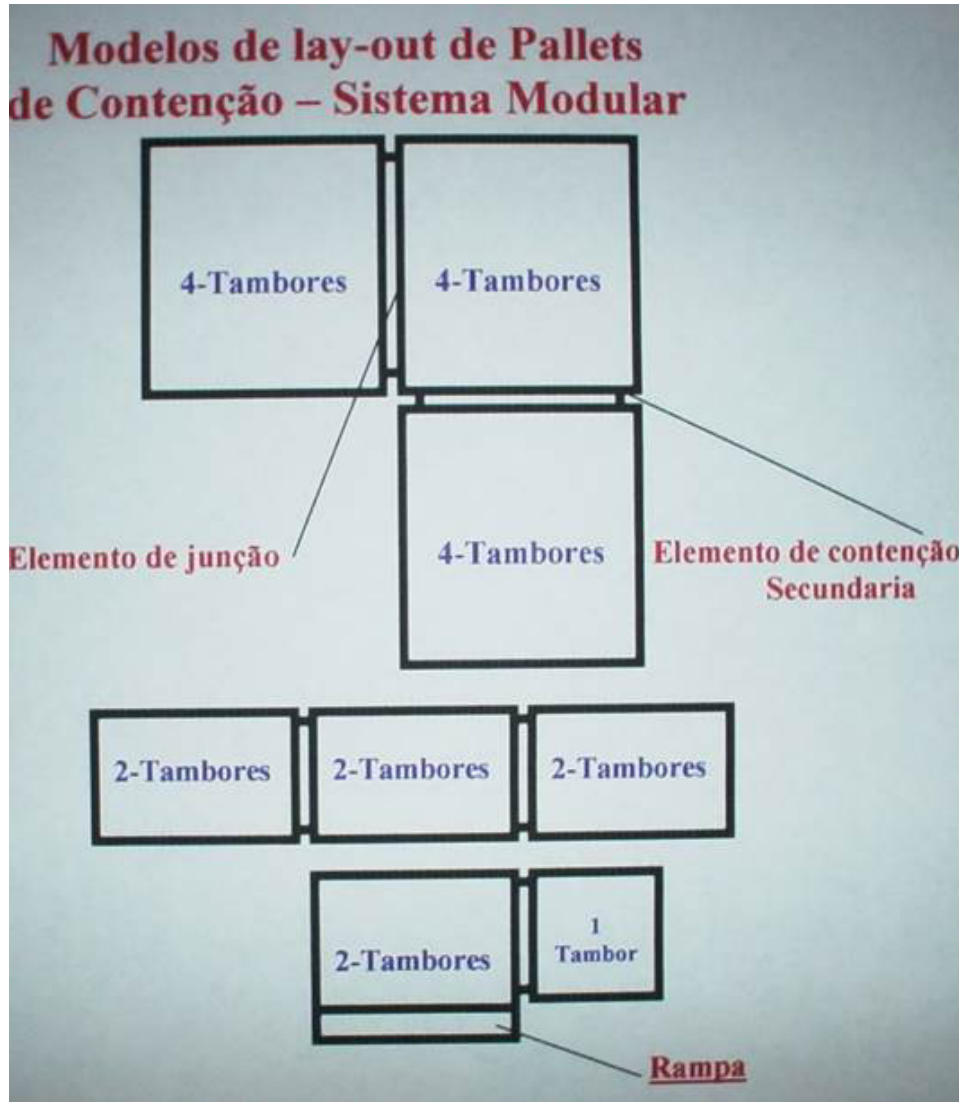 Modelos de lay-out de Pallets
de Contenção – Sistema Modular
4-Tambores
4-Tambores
4-Tambores
Elemento de junção
Elemento de contenção
Secundaria
2-Tambores
2-Tambores
2-Tambores
2-Tambores
1
Tambor
Rampa